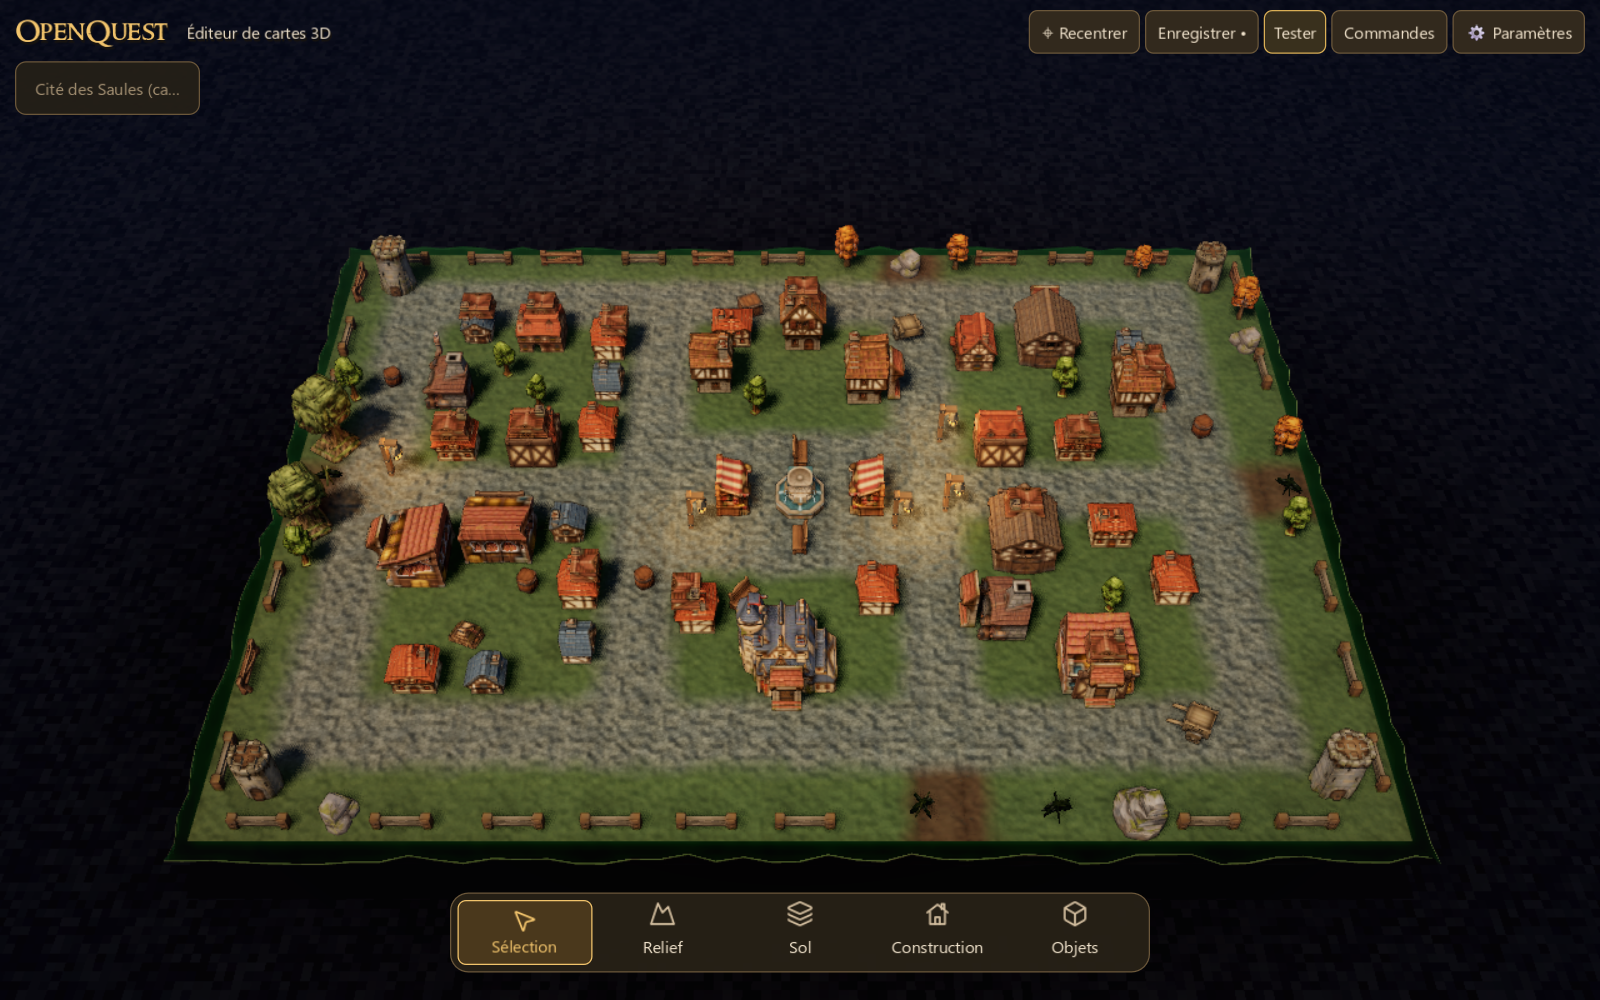 OpenQuest
Éditeur de cartes 3D
Recentrer
Enregistrer •
Tester
Commandes
Paramètres
Cité des Saules (ca...
Sélection
Relief
Sol
Construction
Objets